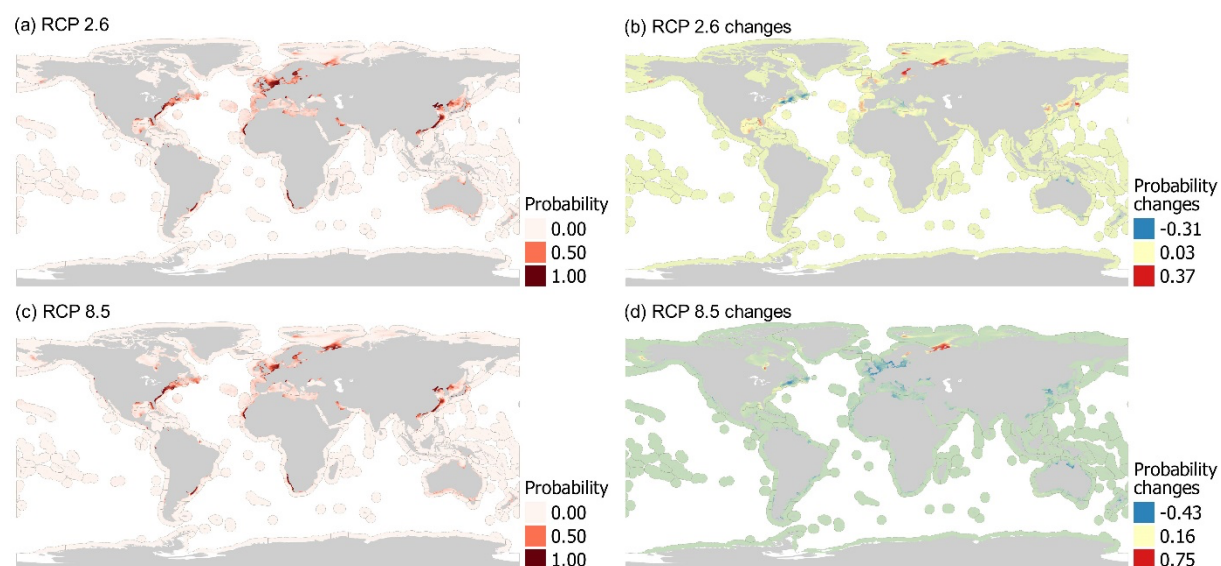 (a) RCP 2.6
Probability
0.00
0.50
1.00
(b) RCP 2.6 changes
Probability
changes
-0.31
0.03
0.37
(c) RCP 8.5
Probability
0.00
0.50
1.00
(d) RCP 8.5 changes
Probability
changes
-0.43
0.16
0.75